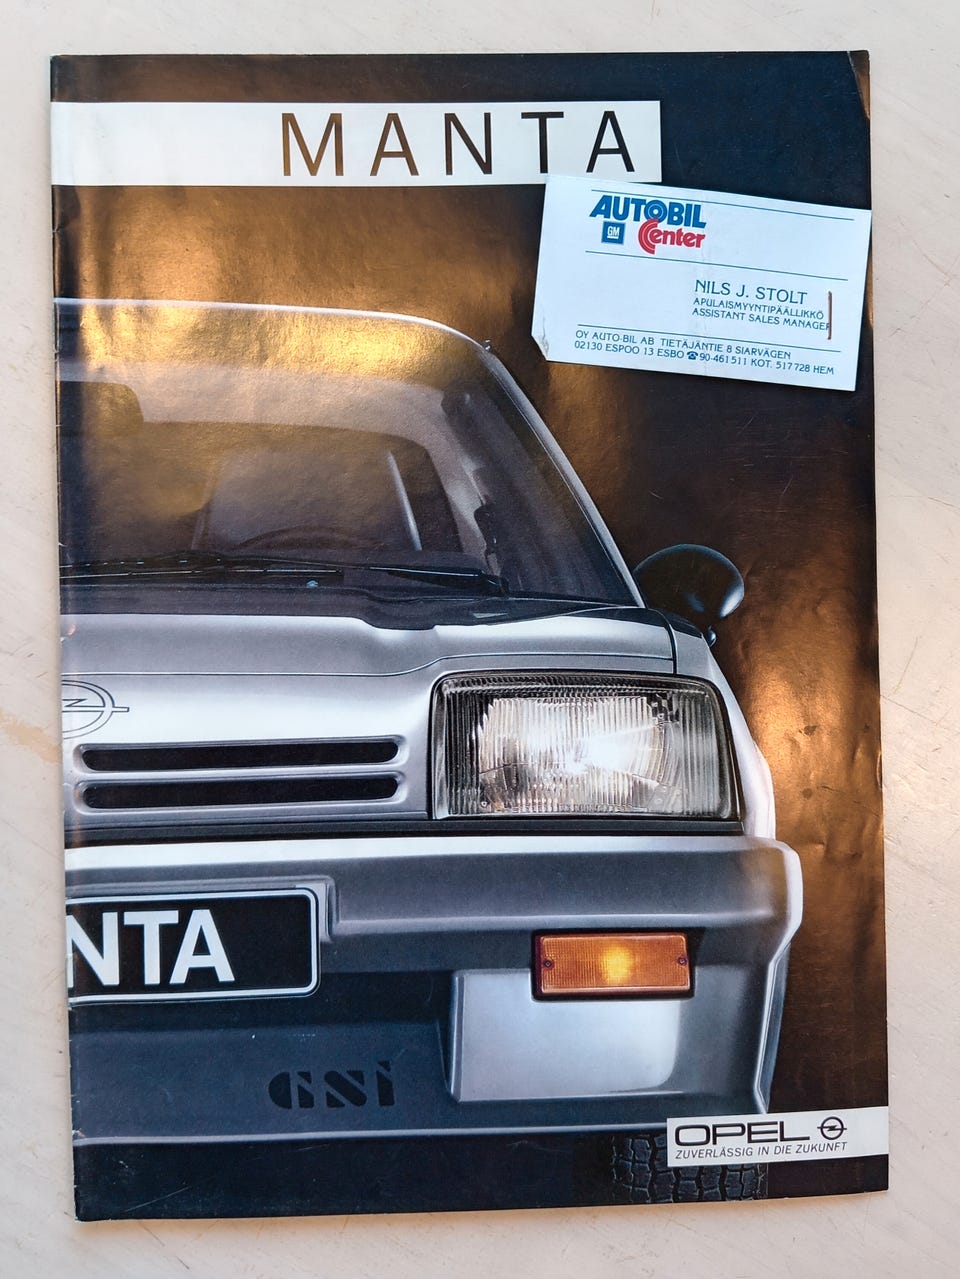 MANTA
AUTOBIL
GM Center
NILS J. STOLT
APULAISMYYNTIPÄÄLLIKKÖ
ASSISTANT SALES MANAGER
OY AUTO-BIL AB TIETÄJÄNTIE 8 SIARVÄGEN
02130 ESPOO 13 ESBO ☎ 90-461511 KOT. 517728 HEM
NTA
GSi
OPEL
ZUVERLÄSSIG IN DIE ZUKUNFT